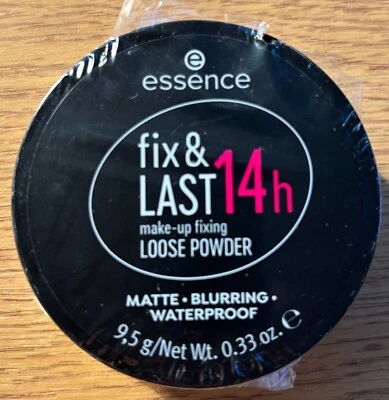 e
essence
fix &
LAST 14h
make-up fixing
LOOSE POWDER
MATTE • BLURRING •
WATERPROOF
9,5 g/Net Wt. 0.33 oz. ℮